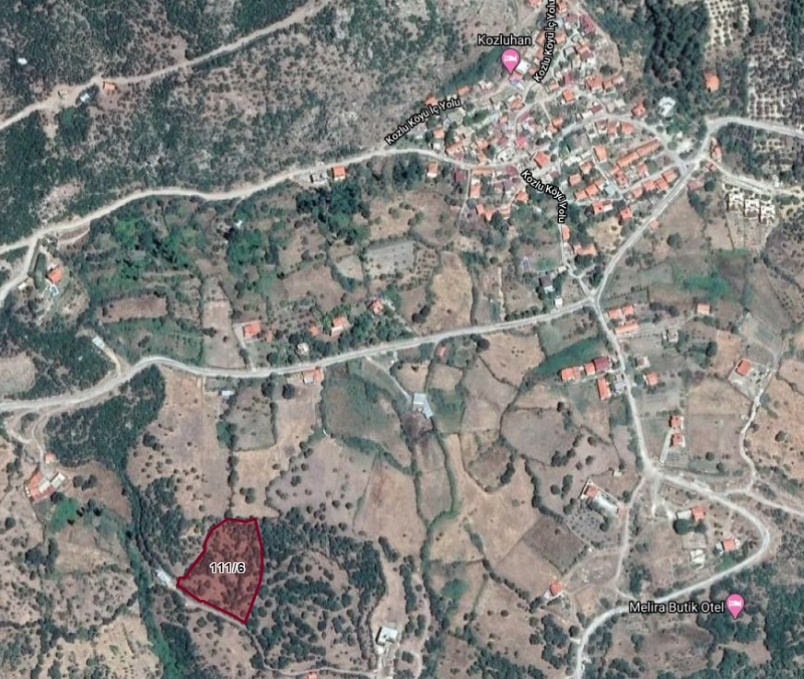 Kozluhan
Kozlu Köyü İç Yolu
Kozlu Köyü İç Yolu
Kozlu Köyü Yolu
111/6
Melira Butik Otel